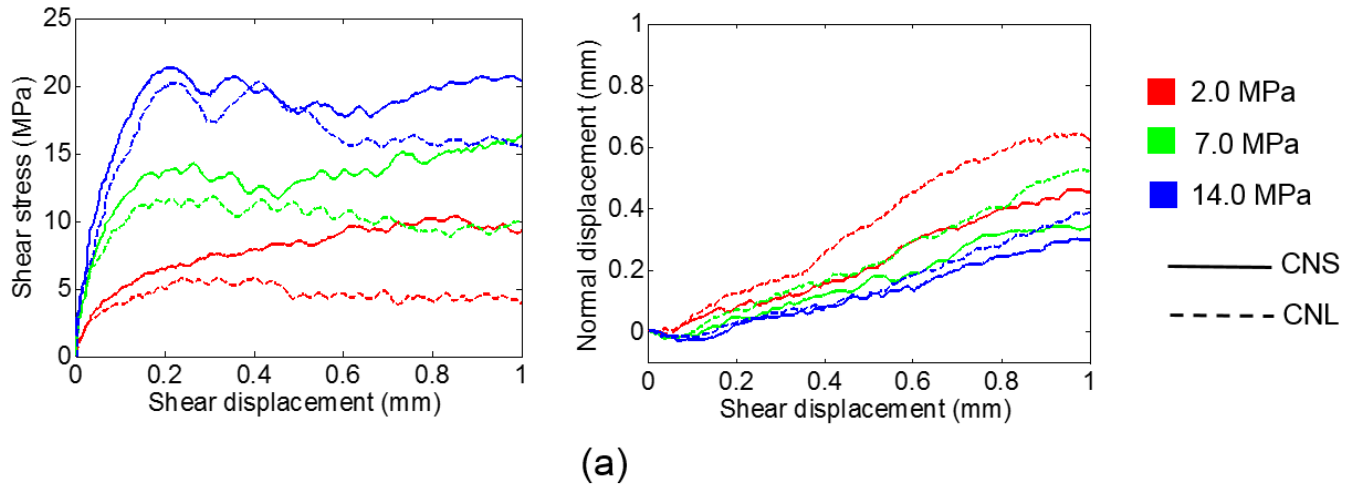 25
20
15
10
5
0
0
0.2
0.4
0.6
0.8
1
Shear stress (MPa)
Shear displacement (mm)
1
0.8
0.6
0.4
0.2
0
0
0.2
0.4
0.6
0.8
1
Normal displacement (mm)
Shear displacement (mm)
2.0 MPa
7.0 MPa
14.0 MPa
CNS
CNL
(a)